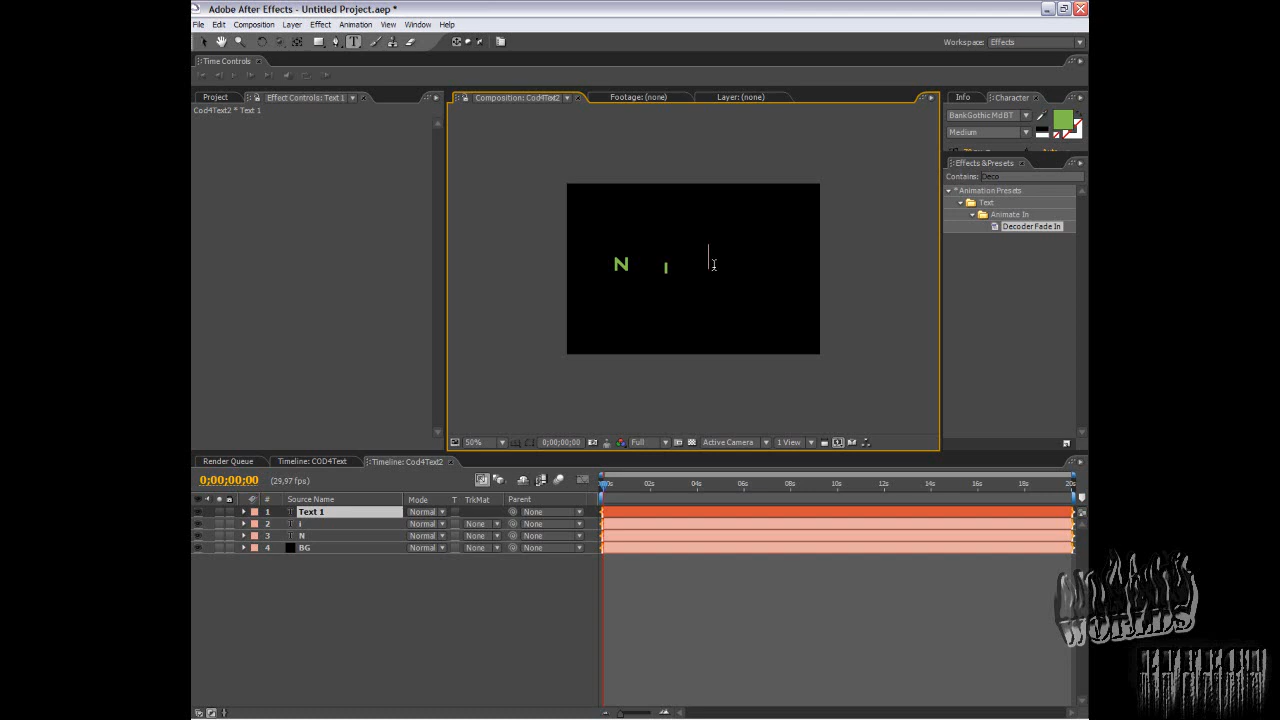 Adobe After Effects - Untitled Project.aep *
File Edit Composition Layer Effect Animation View Window Help
Workspace: Effects
Time Controls
Project Effect Controls: Text 1 Composition: Cod4Text2 Footage: (none) Layer: (none) Info Character
Cod4Text2 * Text 1
BankGothic Md BT
Medium
Effects & Presets
Contains: Deco
* Animation Presets
Text
Animate In
Decoder Fade In
N I
50% 0;00;00;00 Full Active Camera 1 View
Render Queue Timeline: COD4Text Timeline: Cod4Text2
0;00;00;00 (29,97 fps)
:00s 02s 04s 06s 08s 10s 12s 14s 16s 18s 20s
# Source Name Mode T TrkMat Parent
1 T Text 1 Normal None
2 T i Normal None None
3 T N Normal None None
4 BG Normal None None
WORLDS